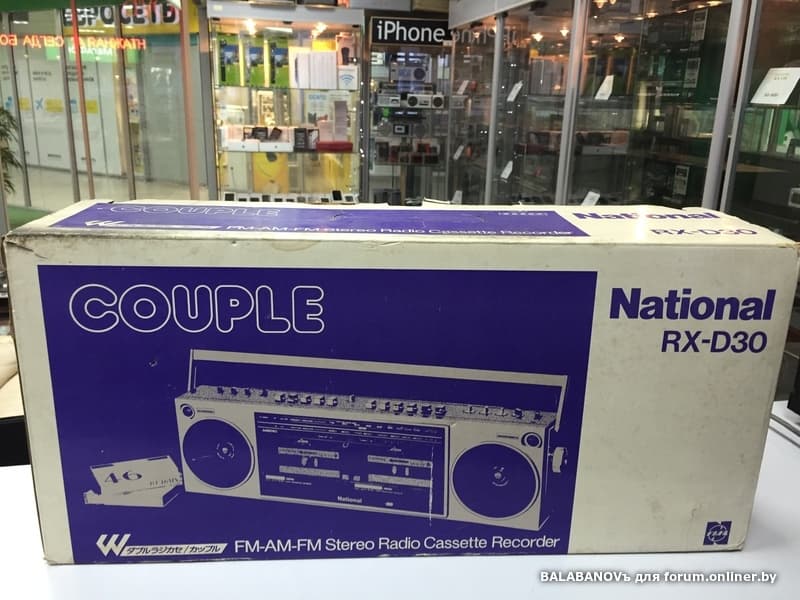 iPhone
COUPLE
National
FM-AM-FM Stereo Radio Cassette Recorder
RX-D30
COUPLE
National
RX-D30
46
National
W ダブルラジカセ/カップル FM-AM-FM Stereo Radio Cassette Recorder
BALABANOVъ для forum.onliner.by